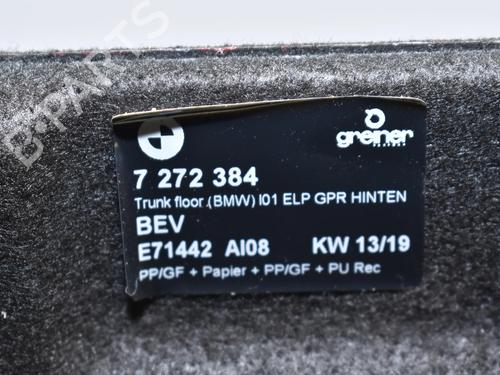 B-PARTS
greiner
7 272 384
Trunk floor (BMW) I01 ELP GPR HINTEN
BEV
E71442 AI08 KW 13/19
PP/GF + Papier + PP/GF + PU Rec